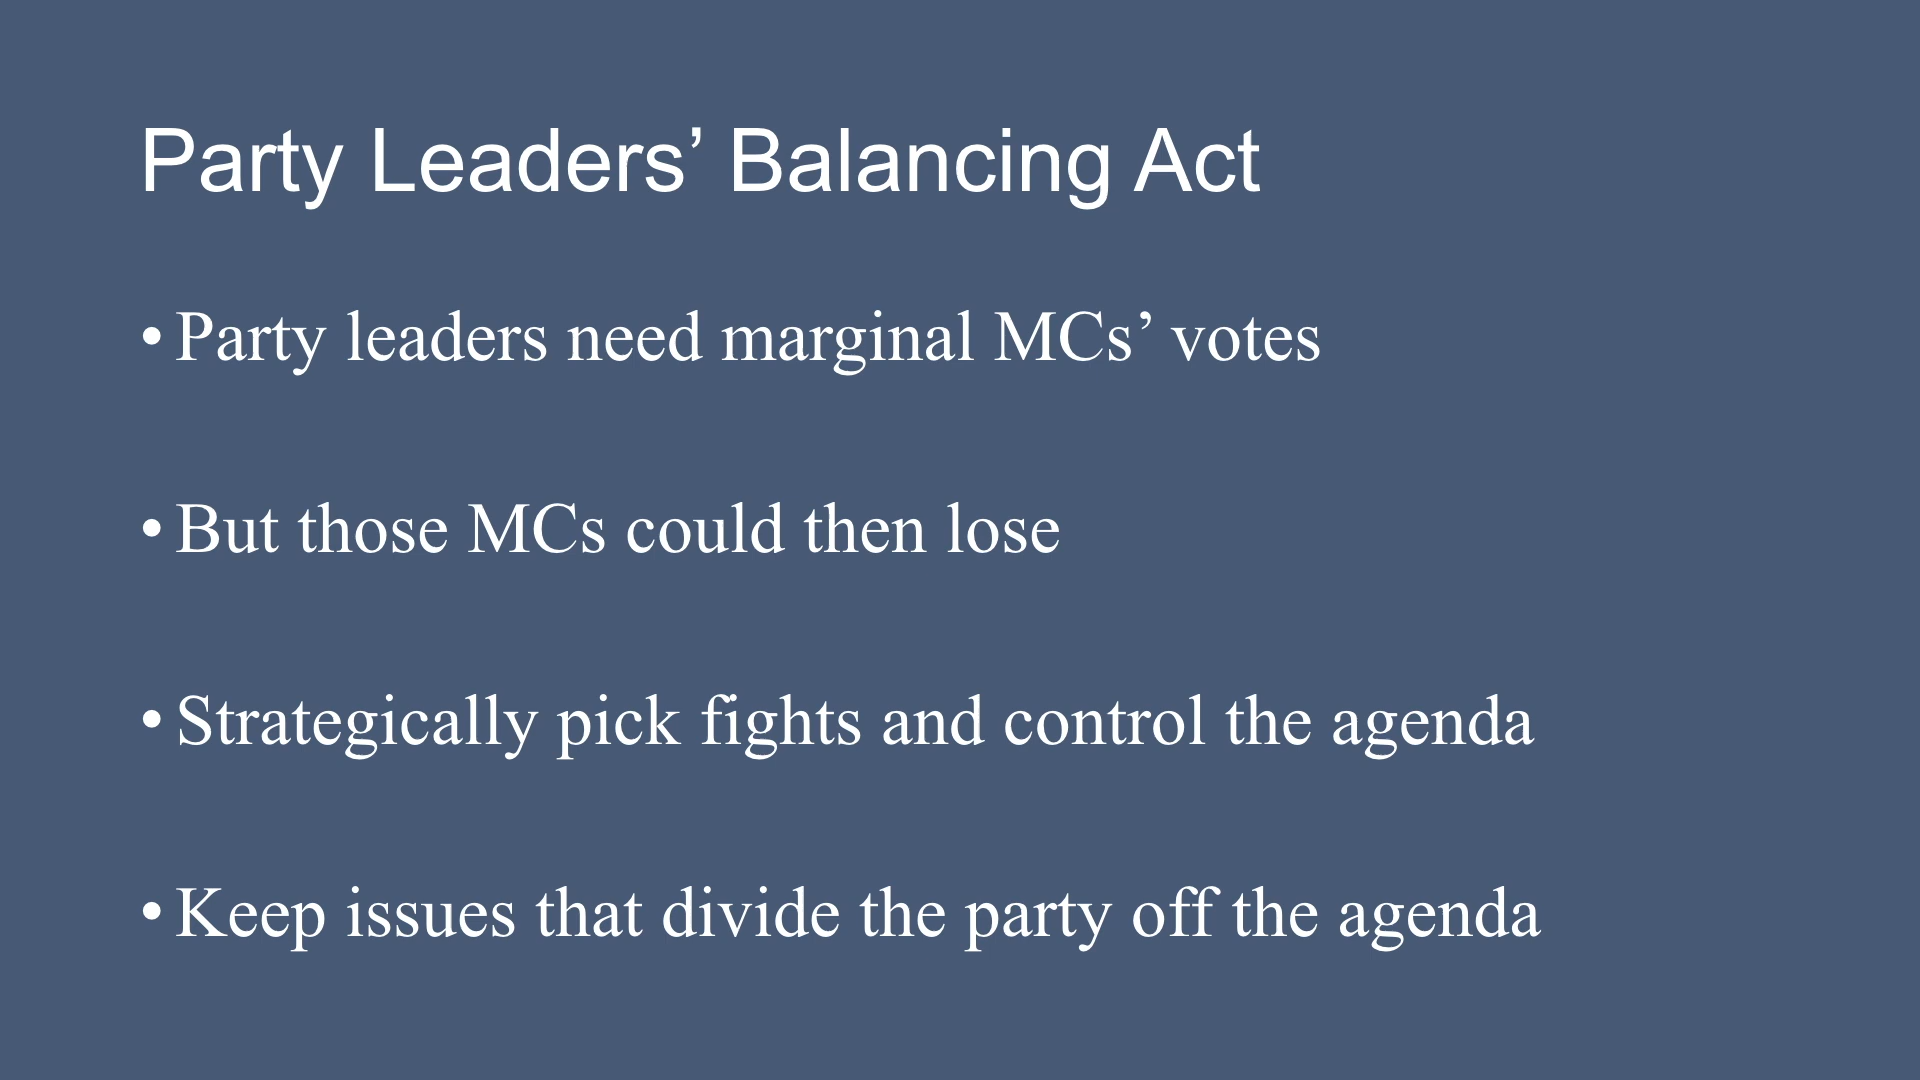 Party Leaders’ Balancing Act
• Party leaders need marginal MCs’ votes
• But those MCs could then lose
• Strategically pick fights and control the agenda
• Keep issues that divide the party off the agenda